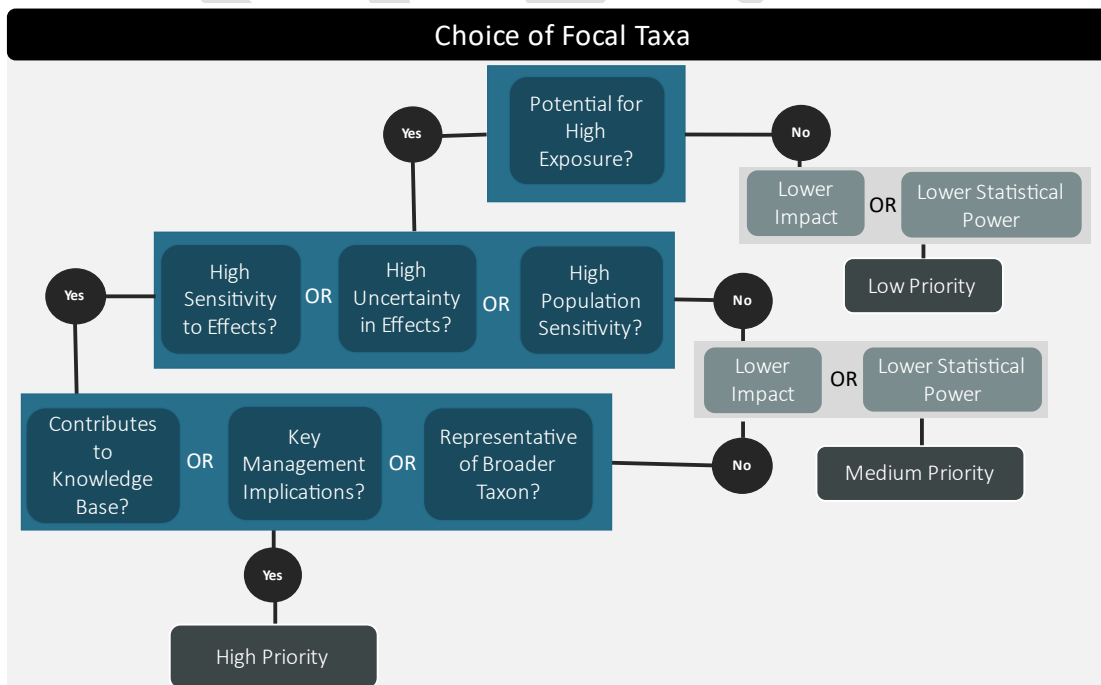 Choice of Focal Taxa
Potential for
High
Exposure?
Yes
No
Lower
Impact
OR
Lower Statistical
Power
Low Priority
High
Sensitivity
to Effects?
OR
High
Uncertainty
in Effects?
OR
High
Population
Sensitivity?
Yes
No
Lower
Impact
OR
Lower Statistical
Power
Medium Priority
Contributes
to
Knowledge
Base?
OR
Key
Management
Implications?
OR
Representative
of Broader
Taxon?
No
Yes
High Priority